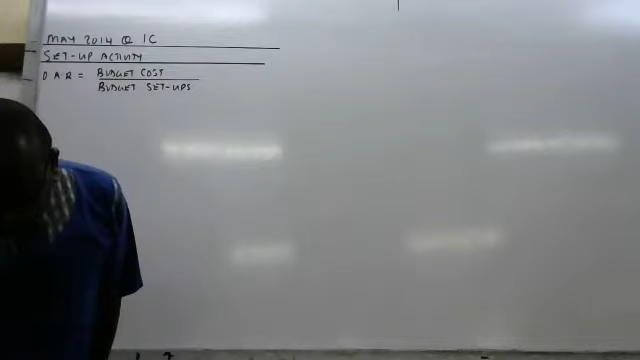 MAY 2014 Q 1C
SET-UP ACTIVITY
OAR = BUDGET COST
BUDGET SET-UPS